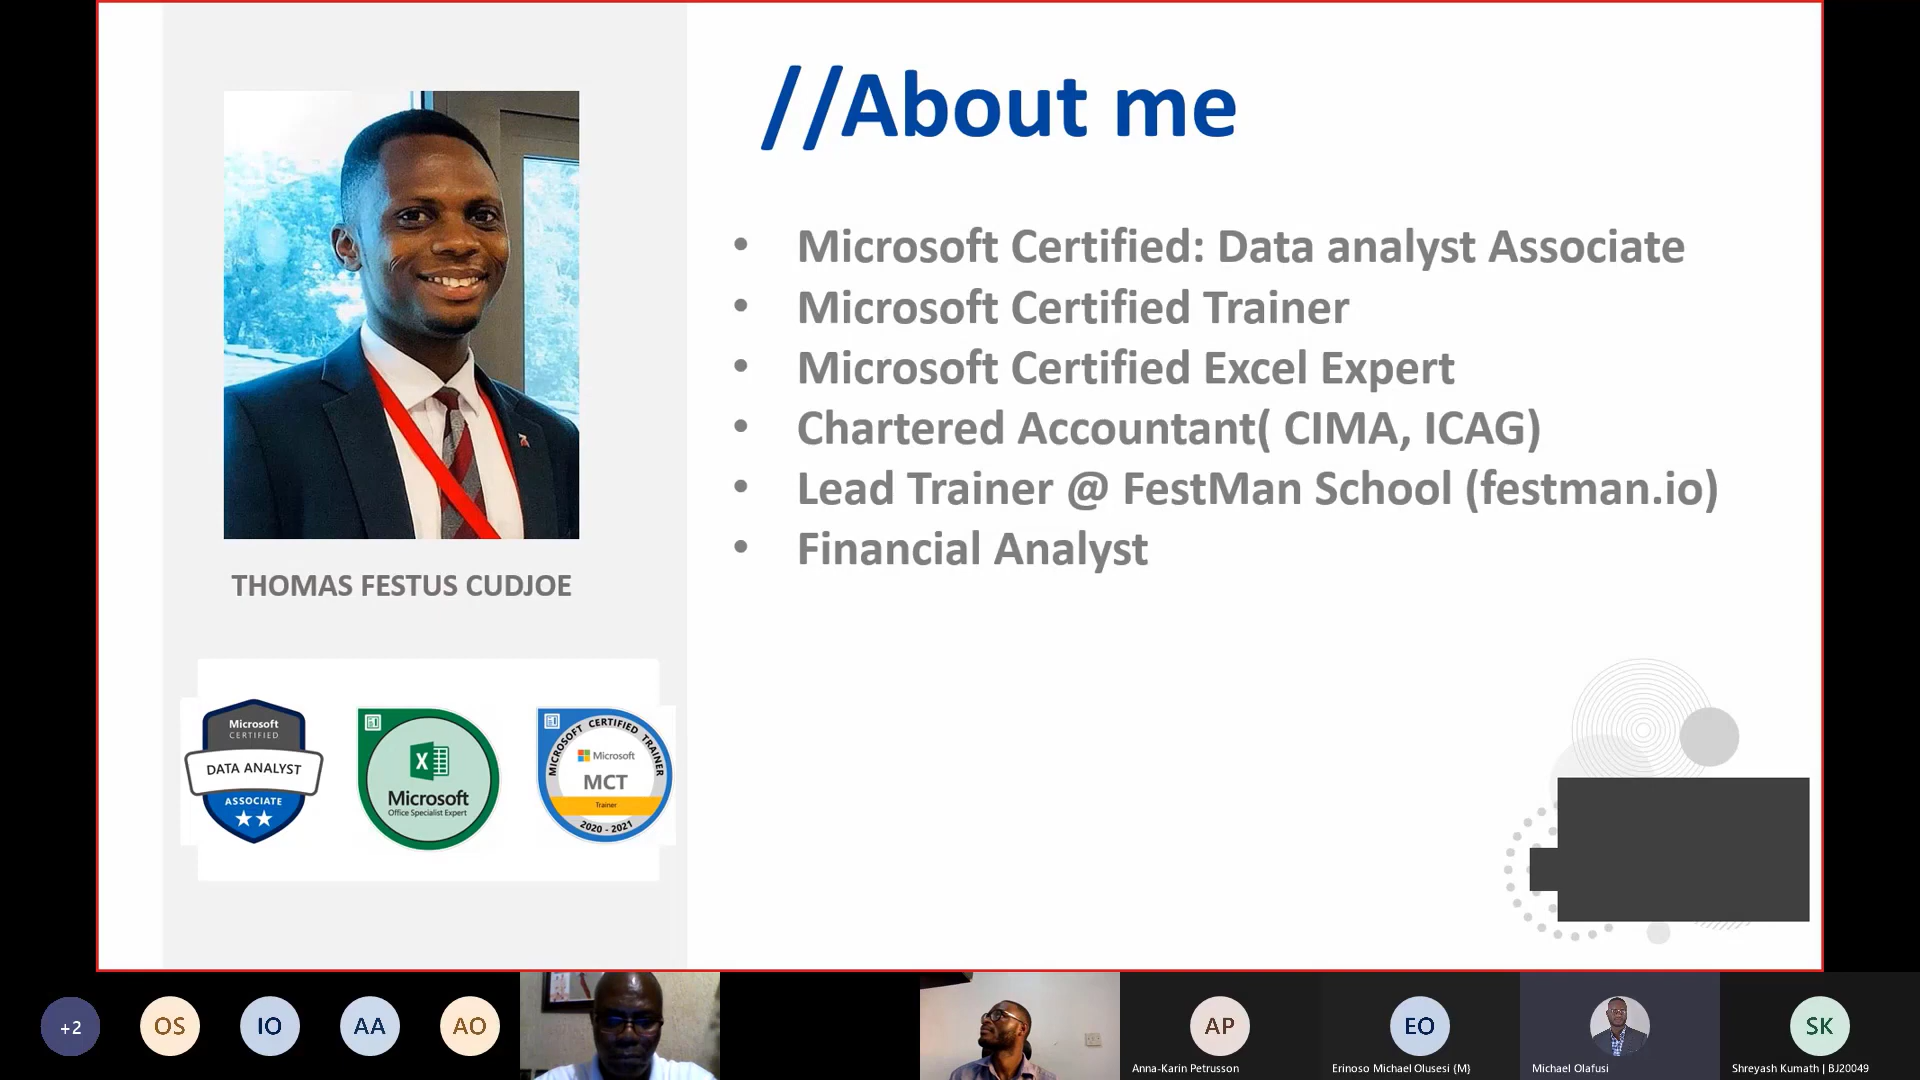 //About me
• Microsoft Certified: Data analyst Associate
• Microsoft Certified Trainer
• Microsoft Certified Excel Expert
• Chartered Accountant( CIMA, ICAG)
• Lead Trainer @ FestMan School (festman.io)
• Financial Analyst
THOMAS FESTUS CUDJOE
Microsoft
CERTIFIED
DATA ANALYST
ASSOCIATE
Microsoft
Office Specialist Expert
MICROSOFT CERTIFIED TRAINER
Microsoft
MCT
Trainer
2020 - 2021
+2
OS
IO
AA
AO
AP
EO
SK
Anna-Karin Petrusson
Erinoso Michael Olusesi (M)
Michael Olafusi
Shreyash Kumath | BJ20049